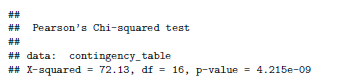 ##
## Pearson's Chi-squared test
##
## data: contingency_table
## X-squared = 72.13, df = 16, p-value = 4.215e-09